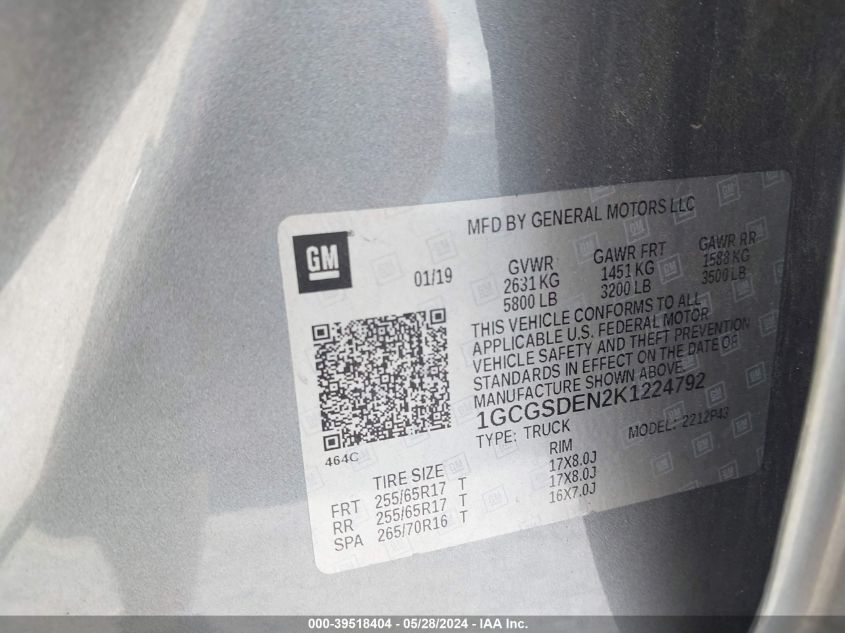 MFD BY GENERAL MOTORS LLC
GM
01/19
GVWR GAWR FRT GAWR RR
2631 KG 1451 KG 1588 KG
5800 LB 3200 LB 3500 LB
THIS VEHICLE CONFORMS TO ALL
APPLICABLE U.S. FEDERAL MOTOR
VEHICLE SAFETY AND THEFT PREVENTION
STANDARDS IN EFFECT ON THE DATE OF
MANUFACTURE SHOWN ABOVE.
1GCGSDEN2K1224792
TYPE: TRUCK MODEL: 2212P43
464C
TIRE SIZE RIM
FRT 255/65R17 T 17X8.0J
RR 255/65R17 T 17X8.0J
SPA 265/70R16 T 16X7.0J
000-39518404 - 05/28/2024 - IAA Inc.